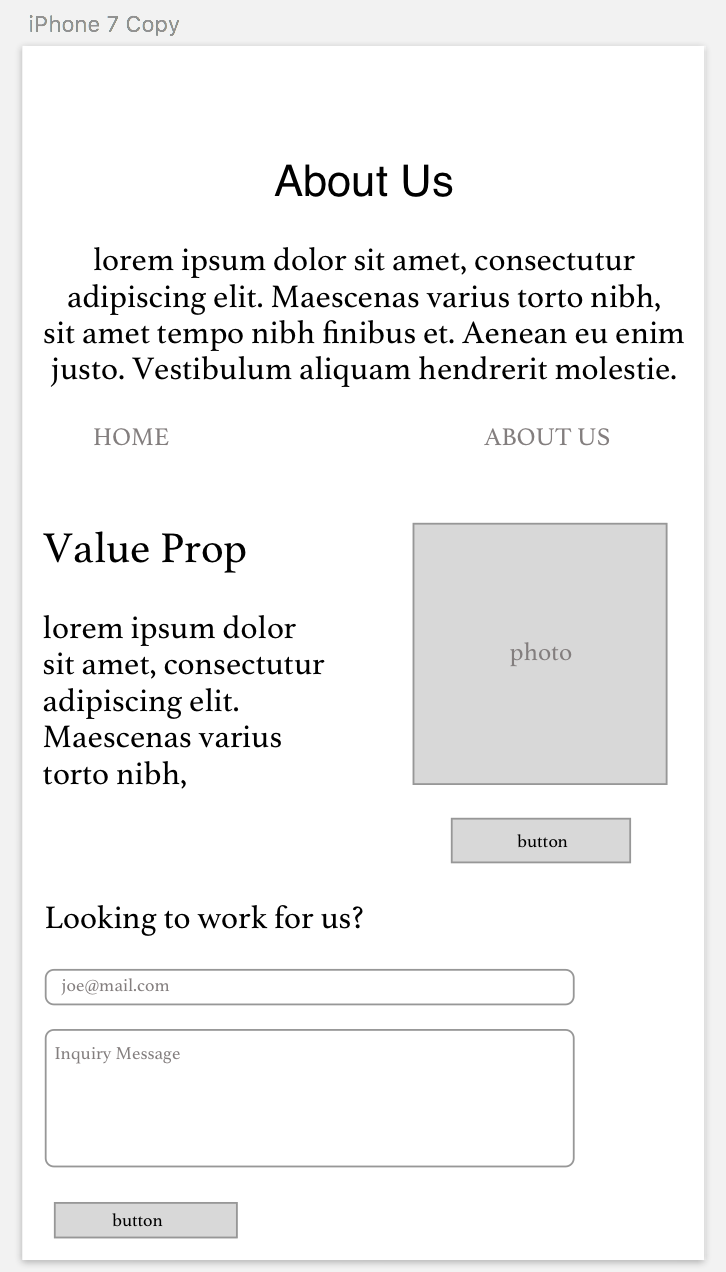 iPhone 7 Copy
About Us
lorem ipsum dolor sit amet, consectutur
adipiscing elit. Maescenas varius torto nibh,
sit amet tempo nibh finibus et. Aenean eu enim
justo. Vestibulum aliquam hendrerit molestie.
HOME
ABOUT US
Value Prop
lorem ipsum dolor
sit amet, consectutur
adipiscing elit.
Maescenas varius
torto nibh,
photo
button
Looking to work for us?
joe@mail.com
Inquiry Message
button